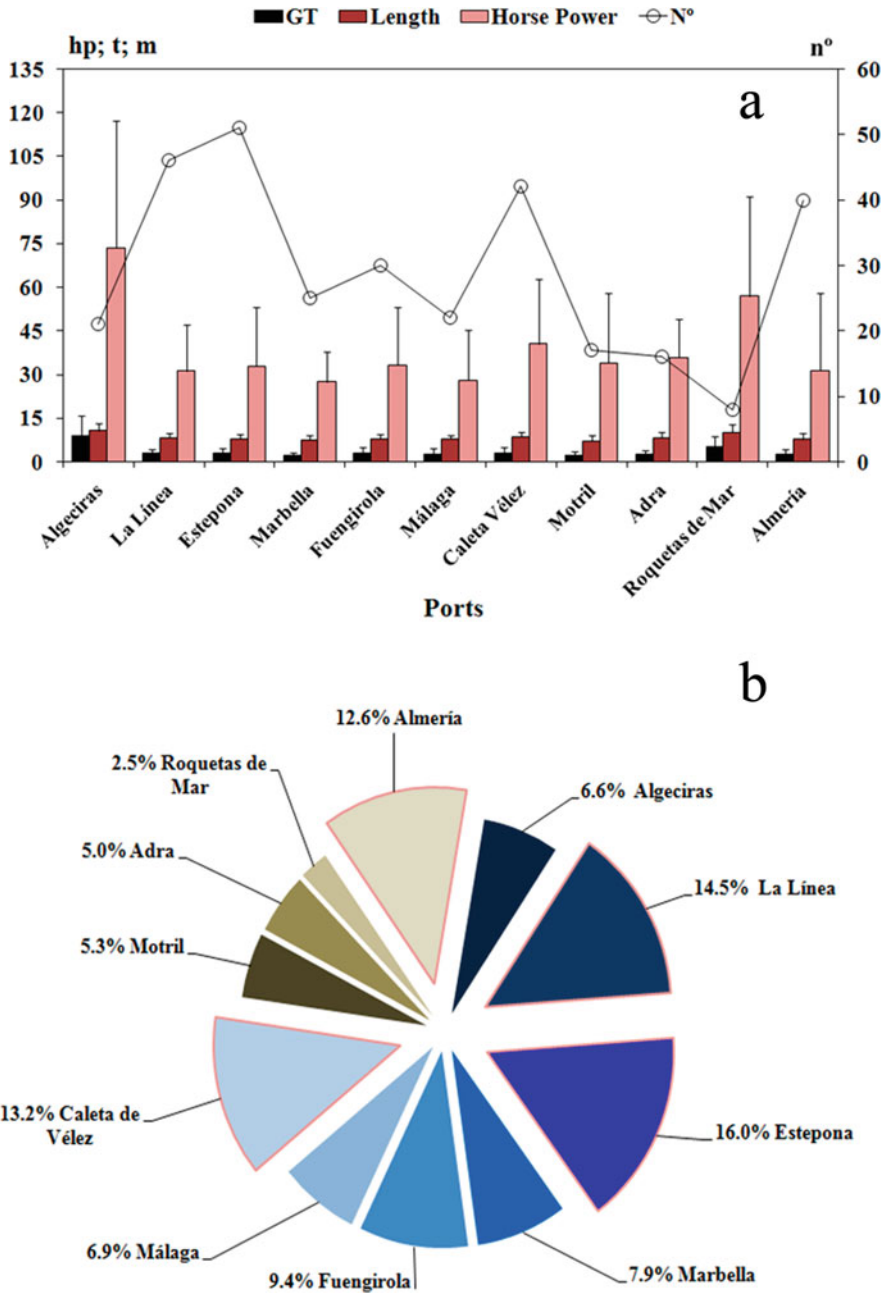 GT Length Horse Power Nº
hp; t; m nº
a
135 60
120 50
105
90 40
75 30
60
45 20
30 10
15
0 0
Algeciras
La Línea
Estepona
Marbella
Fuengirola
Málaga
Caleta Vélez
Motril
Adra
Roquetas de Mar
Almería
Ports
b
12.6% Almería
2.5% Roquetas de
Mar
6.6% Algeciras
5.0% Adra
14.5% La Línea
5.3% Motril
13.2% Caleta de
Vélez
16.0% Estepona
6.9% Málaga
9.4% Fuengirola
7.9% Marbella